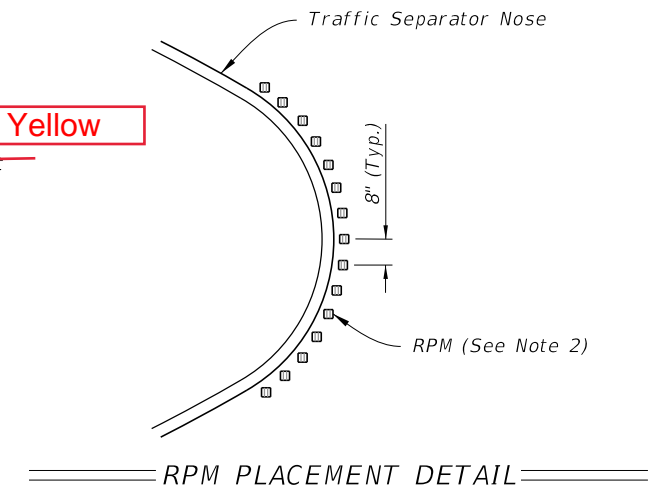 Traffic Separator Nose
Yellow
8" (Typ.)
RPM (See Note 2)
RPM PLACEMENT DETAIL